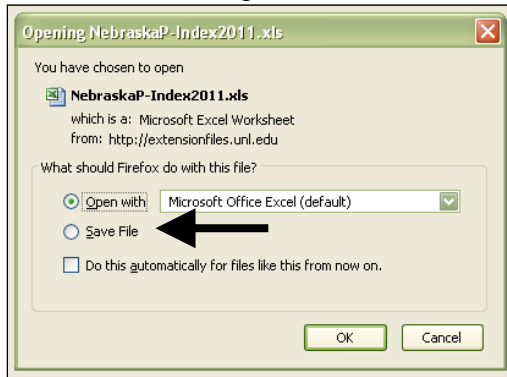 Opening NebraskaP-Index2011.xls
You have chosen to open
NebraskaP-Index2011.xls
which is a: Microsoft Excel Worksheet
from: http://extensionfiles.unl.edu
What should Firefox do with this file?
Open with Microsoft Office Excel (default)
Save File
Do this automatically for files like this from now on.
OK Cancel